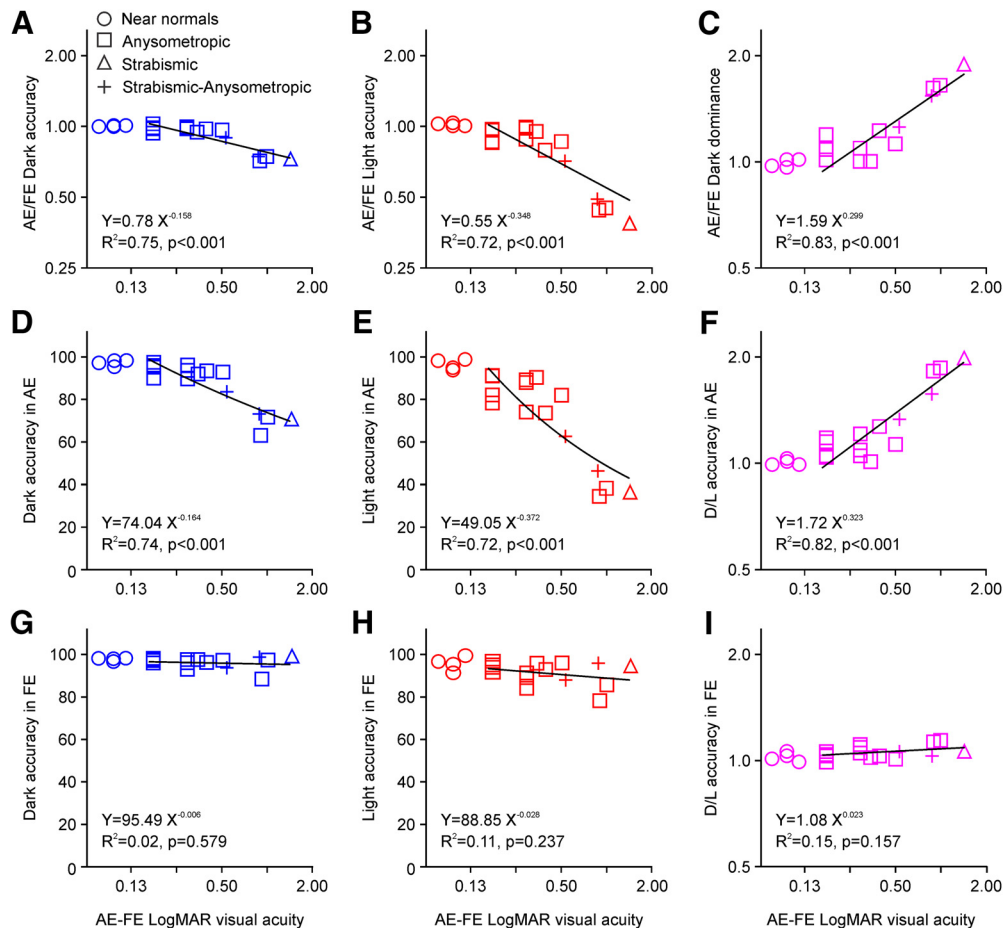 A
Near normals
Anysometropic
Strabismic
Strabismic-Anysometropic
AE/FE Dark accuracy
2.00
1.00
0.50
0.25
Y=0.78 X^-0.158
R²=0.75, p<0.001
0.13 0.50 2.00
B
AE/FE Light accuracy
2.00
1.00
0.50
0.25
Y=0.55 X^-0.348
R²=0.72, p<0.001
0.13 0.50 2.00
C
AE/FE Dark dominance
2.0
1.0
0.5
Y=1.59 X^0.299
R²=0.83, p<0.001
0.13 0.50 2.00
D
Dark accuracy in AE
100
80
60
40
20
0
Y=74.04 X^-0.164
R²=0.74, p<0.001
0.13 0.50 2.00
E
Light accuracy in AE
100
80
60
40
20
0
Y=49.05 X^-0.372
R²=0.72, p<0.001
0.13 0.50 2.00
F
D/L accuracy in AE
2.0
1.0
0.5
Y=1.72 X^0.323
R²=0.82, p<0.001
0.13 0.50 2.00
G
Dark accuracy in FE
100
80
60
40
20
0
Y=95.49 X^-0.006
R²=0.02, p=0.579
0.13 0.50 2.00
AE-FE LogMAR visual acuity
H
Light accuracy in FE
100
80
60
40
20
0
Y=88.85 X^-0.028
R²=0.11, p=0.237
0.13 0.50 2.00
AE-FE LogMAR visual acuity
I
D/L accuracy in FE
2.0
1.0
0.5
Y=1.08 X^0.023
R²=0.15, p=0.157
0.13 0.50 2.00
AE-FE LogMAR visual acuity